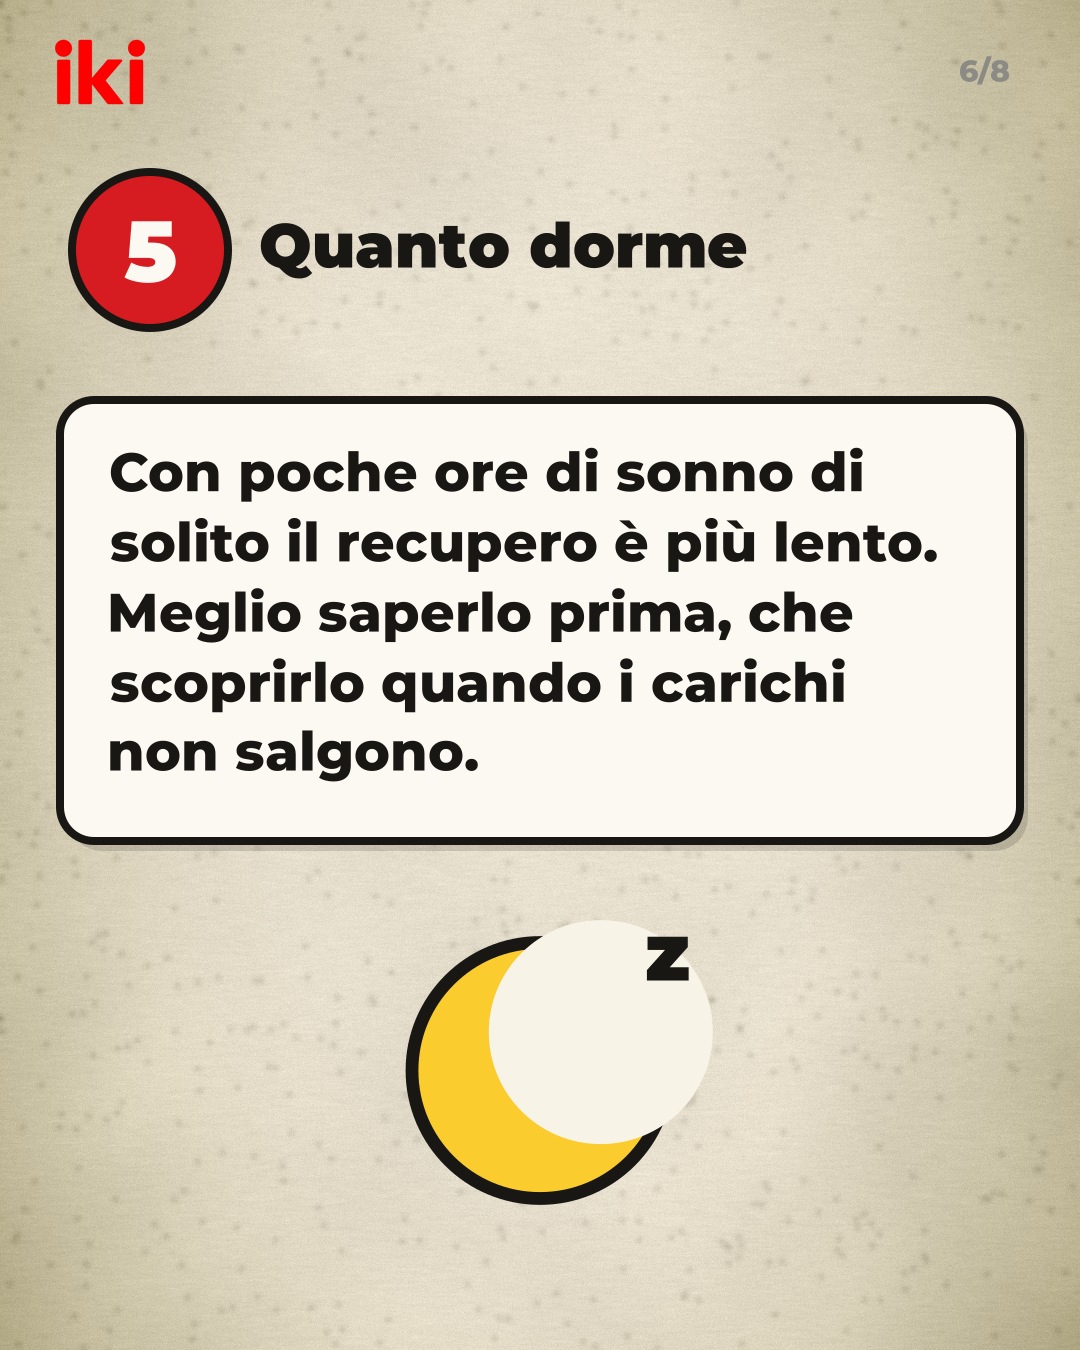 iki
6/8
5
Quanto dorme
Con poche ore di sonno di
solito il recupero è più lento.
Meglio saperlo prima, che
scoprirlo quando i carichi
non salgono.
z